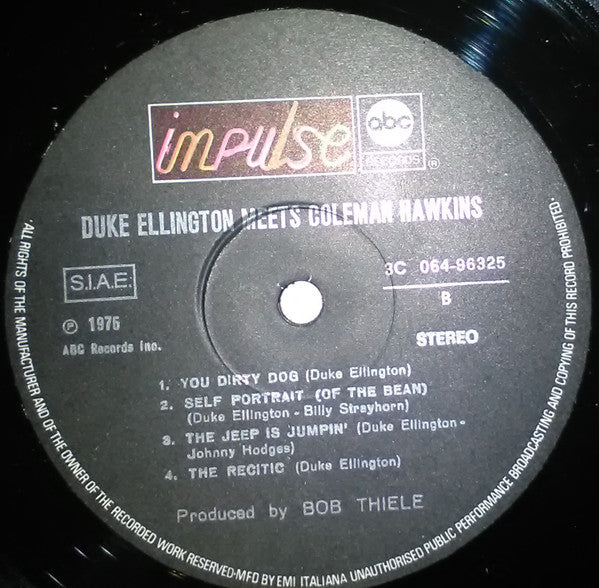 impulse
abc
RECORDS
®
DUKE ELLINGTON MEETS COLEMAN HAWKINS
S.I.A.E.
3C 064-96325
B
℗ 1976
ABC Records Inc.
STEREO
1. YOU DIRTY DOG (Duke Ellington)
2. SELF PORTRAIT (OF THE BEAN)
(Duke Ellington - Billy Strayhorn)
3. THE JEEP IS JUMPIN' (Duke Ellington -
Johnny Hodges)
4. THE RECITIC (Duke Ellington)
Produced by BOB THIELE
·ALL RIGHTS OF THE MANUFACTURER AND OF THE OWNER OF THE RECORDED WORK RESERVED-MFD BY EMI ITALIANA UNAUTHORISED PUBLIC PERFORMANCE BROADCASTING AND COPYING OF THIS RECORD PROHIBITED·